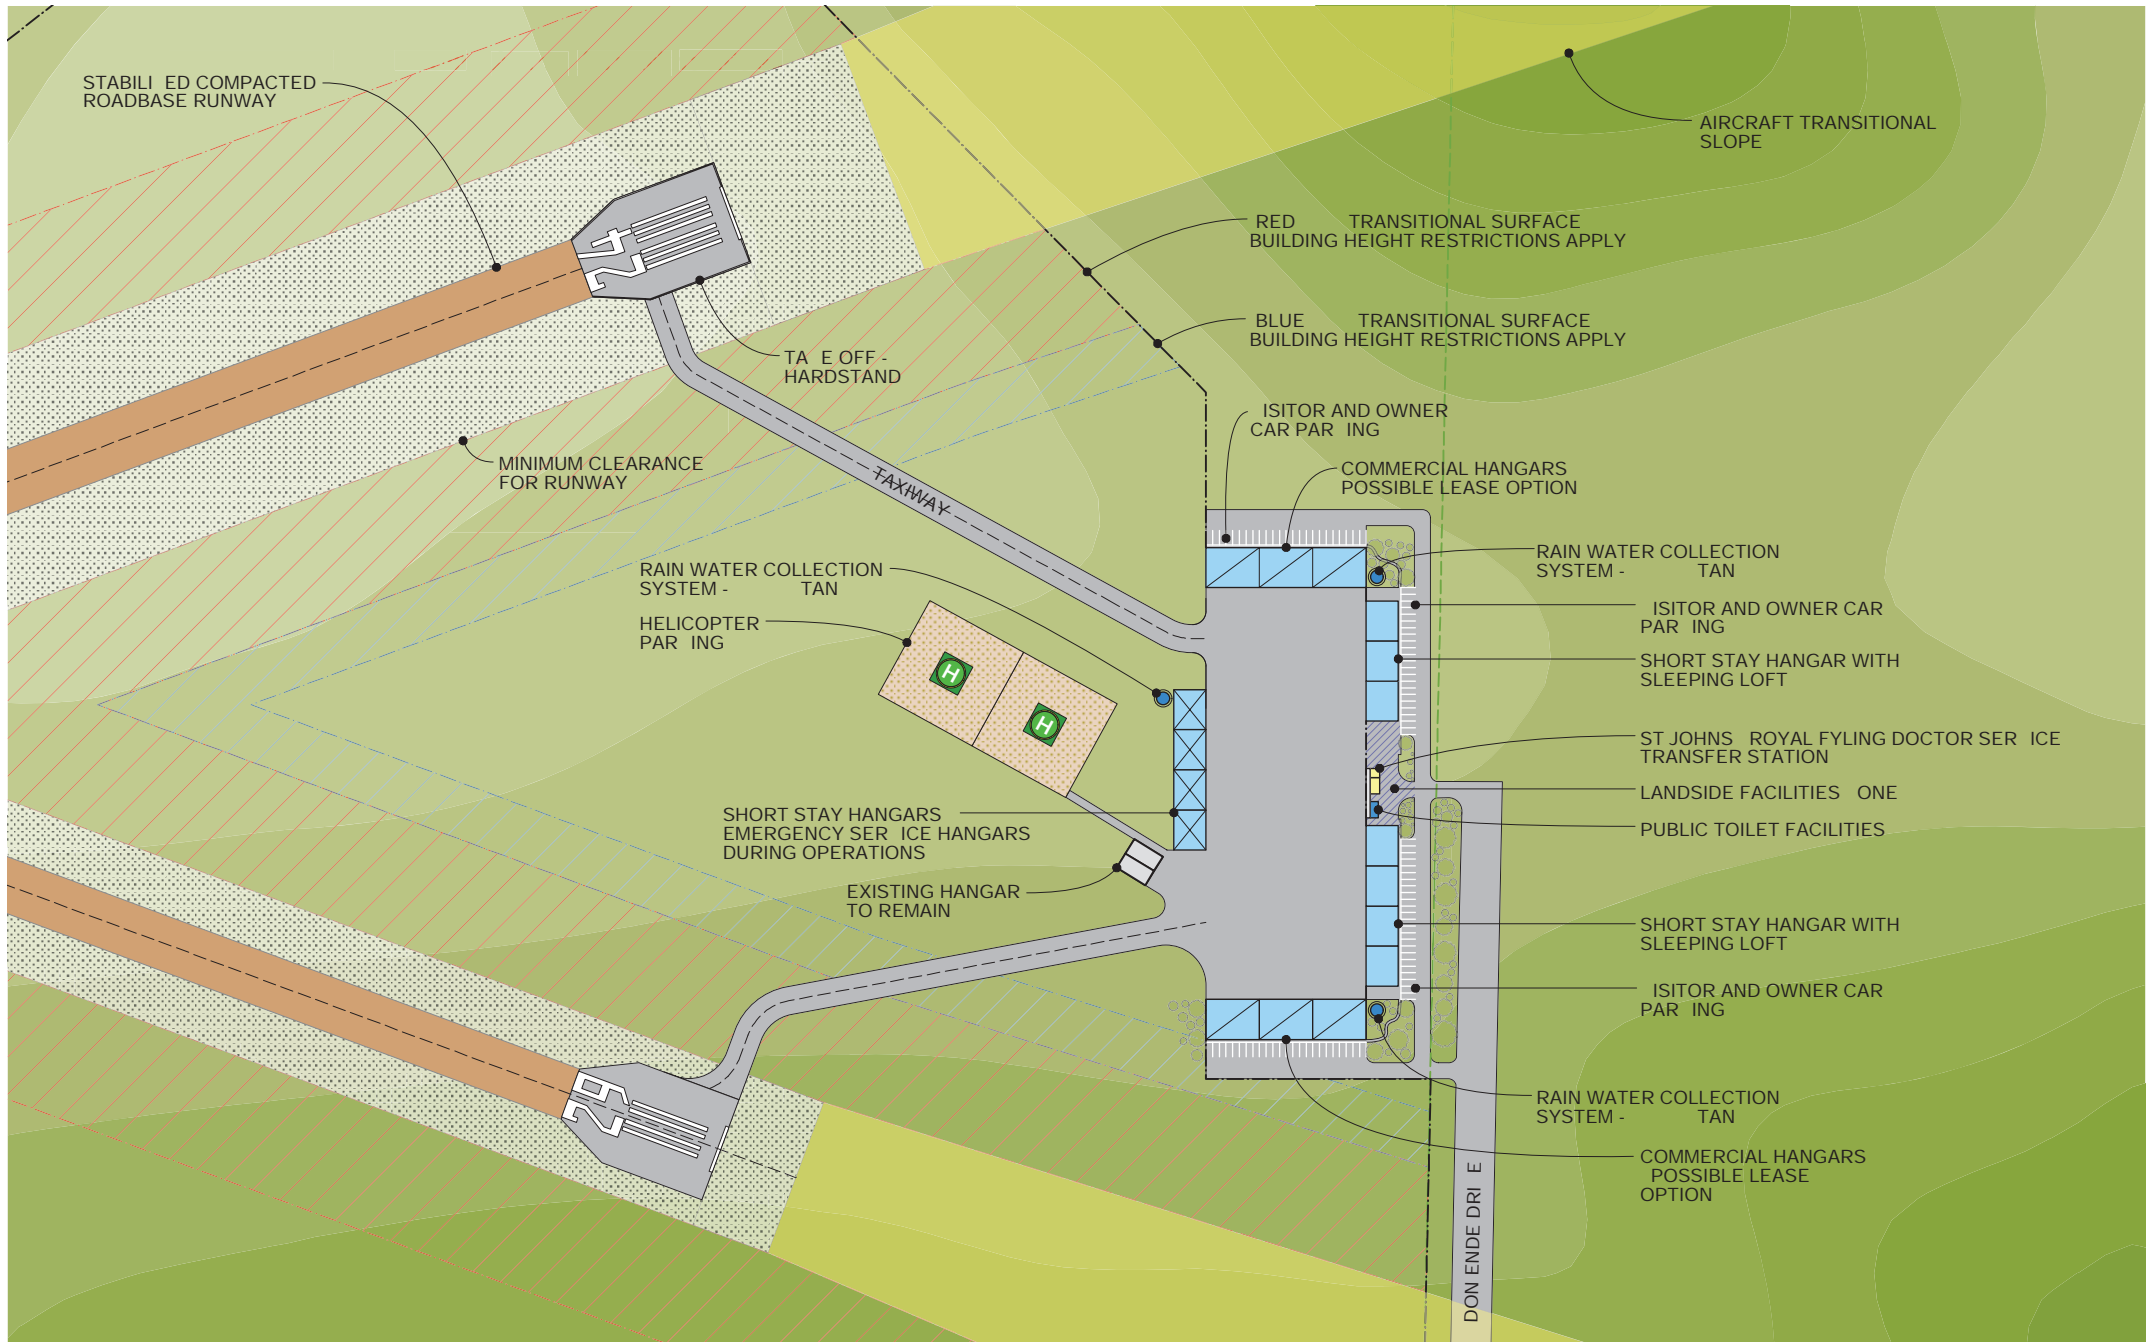 STABILI ED COMPACTED
ROADBASE RUNWAY
AIRCRAFT TRANSITIONAL
SLOPE
RED TRANSITIONAL SURFACE
BUILDING HEIGHT RESTRICTIONS APPLY
BLUE TRANSITIONAL SURFACE
BUILDING HEIGHT RESTRICTIONS APPLY
TA E OFF -
HARDSTAND
ISITOR AND OWNER
CAR PAR ING
MINIMUM CLEARANCE
FOR RUNWAY
COMMERCIAL HANGARS
POSSIBLE LEASE OPTION
TAXIWAY
RAIN WATER COLLECTION
SYSTEM - TAN
RAIN WATER COLLECTION
SYSTEM - TAN
HELICOPTER
PAR ING
H
H
ISITOR AND OWNER CAR
PAR ING
SHORT STAY HANGAR WITH
SLEEPING LOFT
ST JOHNS ROYAL FYLING DOCTOR SER ICE
TRANSFER STATION
LANDSIDE FACILITIES ONE
PUBLIC TOILET FACILITIES
SHORT STAY HANGARS
EMERGENCY SER ICE HANGARS
DURING OPERATIONS
EXISTING HANGAR
TO REMAIN
SHORT STAY HANGAR WITH
SLEEPING LOFT
ISITOR AND OWNER CAR
PAR ING
RAIN WATER COLLECTION
SYSTEM - TAN
COMMERCIAL HANGARS
POSSIBLE LEASE
OPTION
DON ENDE DRI E